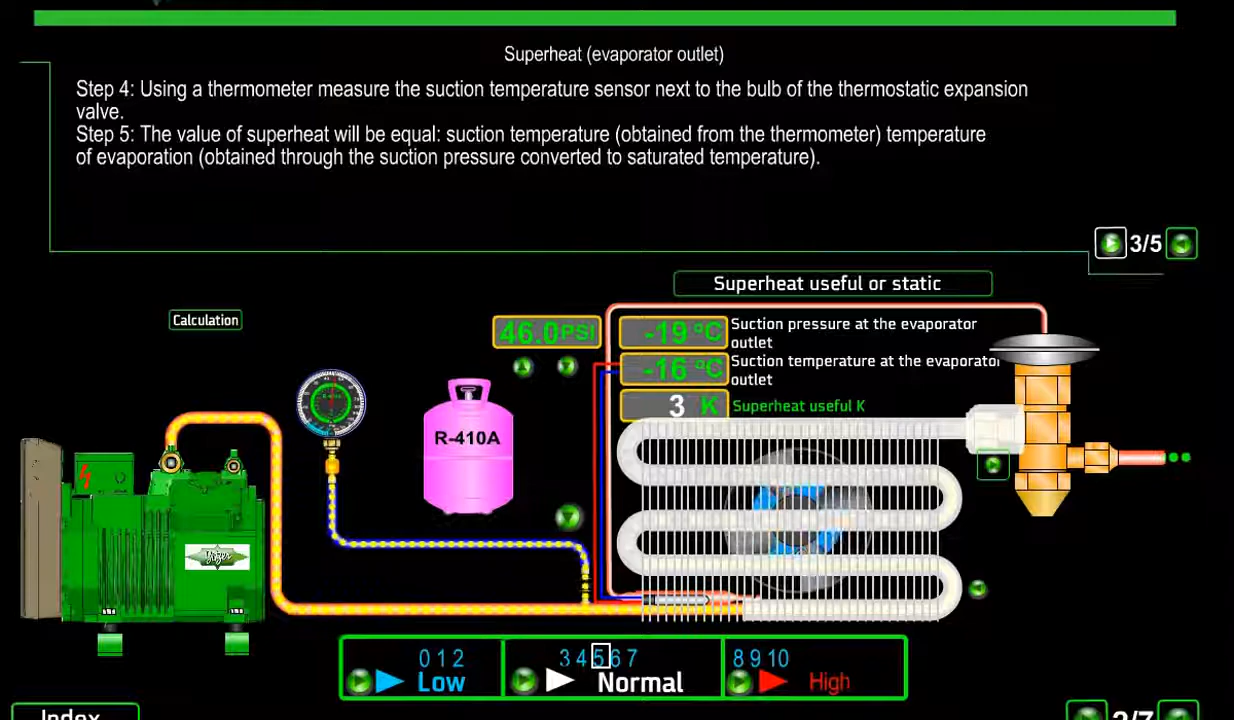 Superheat (evaporator outlet)
Step 4: Using a thermometer measure the suction temperature sensor next to the bulb of the thermostatic expansion
valve.
Step 5: The value of superheat will be equal: suction temperature (obtained from the thermometer) temperature
of evaporation (obtained through the suction pressure converted to saturated temperature).
3/5
Superheat useful or static
Calculation
46.0 PSI
-19 °C
Suction pressure at the evaporator
outlet
-16 °C
Suction temperature at the evaporator
outlet
3 K
Superheat useful K
R-410A
0 1 2
Low
3 4 5 6 7
Normal
8 9 10
High
Index